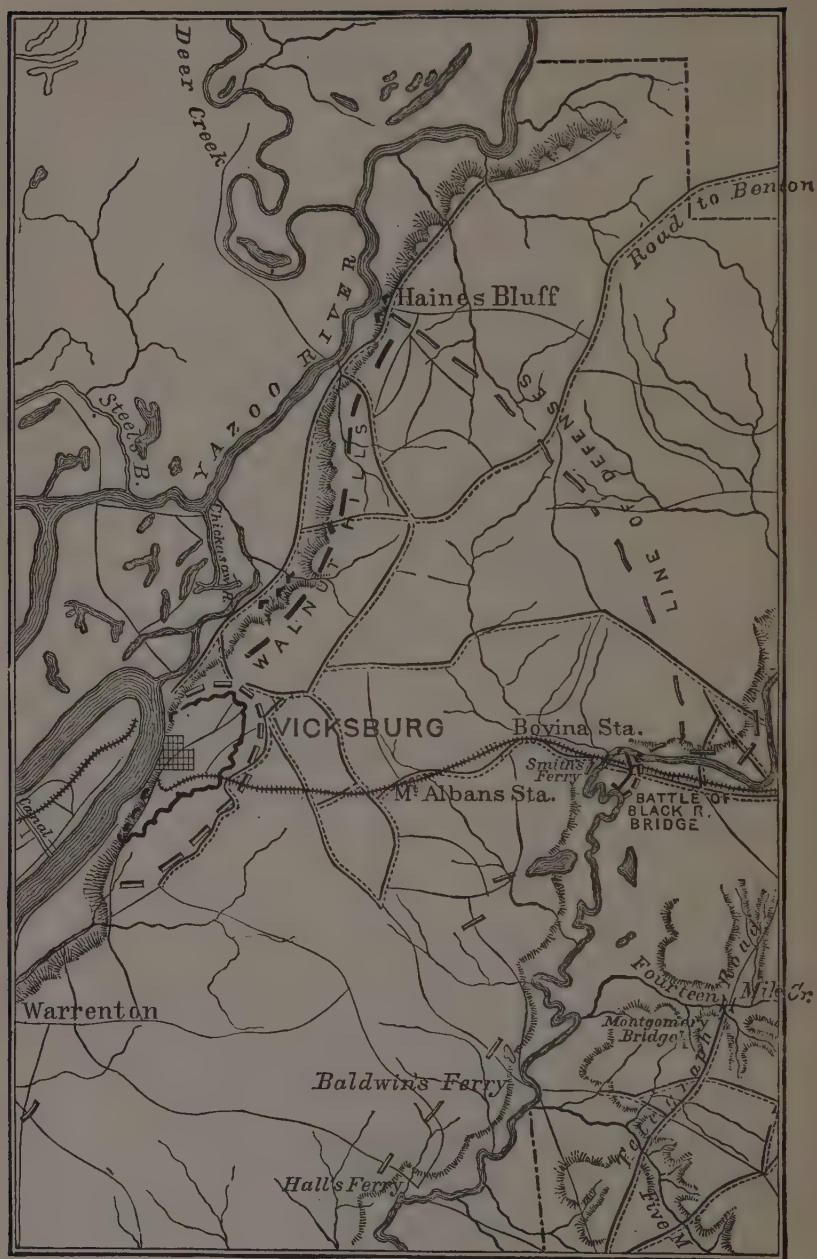 Deer Creek
Road to Benton
YAZOO RIVER
Haines Bluff
Steel's B.
LINE OF DEFENSES
Chickasaw
WALNUT HILLS
VICKSBURG
Bovina Sta.
Smith's
Ferry
Mt Albans Sta.
BATTLE OF
BLACK R.
BRIDGE
Canal
Fourteen Mile Cr.
Warrenton
Montgomery
Bridge
Road
Baldwin's Ferry
Hall's Ferry
Five M.